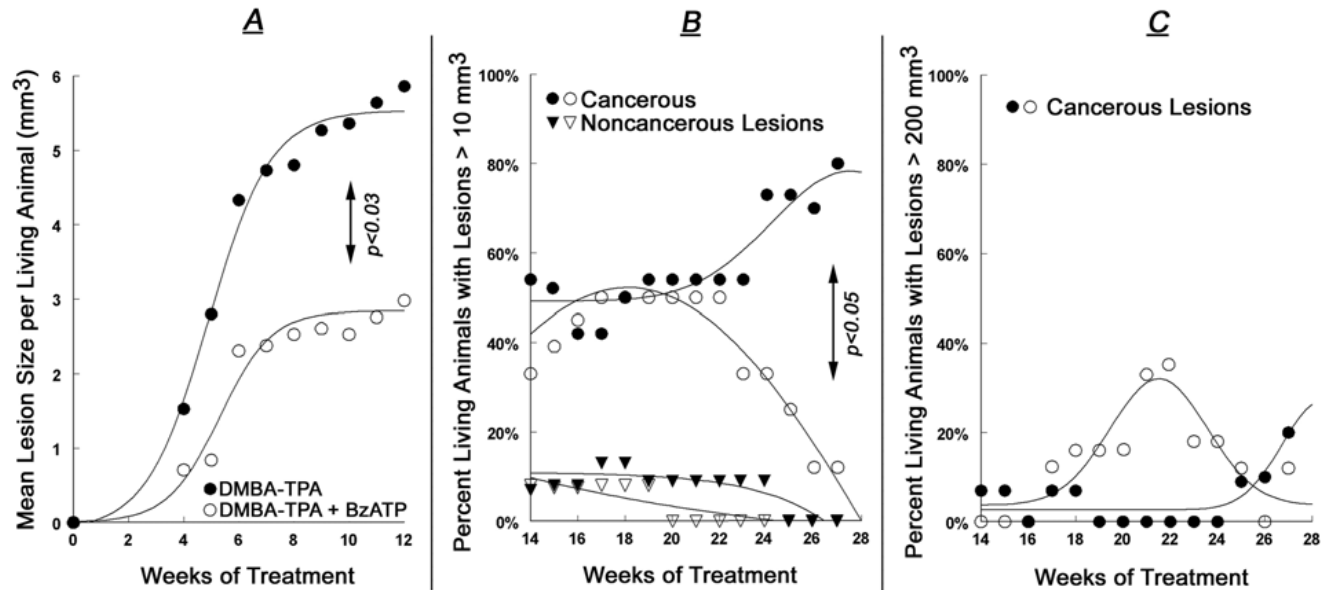 A
Mean Lesion Size per Living Animal (mm3)
6
5
4
3
2
1
0
p<0.03
DMBA-TPA
DMBA-TPA + BzATP
0 2 4 6 8 10 12
Weeks of Treatment
B
Percent Living Animals with Lesions > 10 mm3
100%
80%
60%
40%
20%
0%
Cancerous
Noncancerous Lesions
p<0.05
14 16 18 20 22 24 26 28
Weeks of Treatment
C
Percent Living Animals with Lesions > 200 mm3
100%
80%
60%
40%
20%
0%
Cancerous Lesions
14 16 18 20 22 24 26 28
Weeks of Treatment